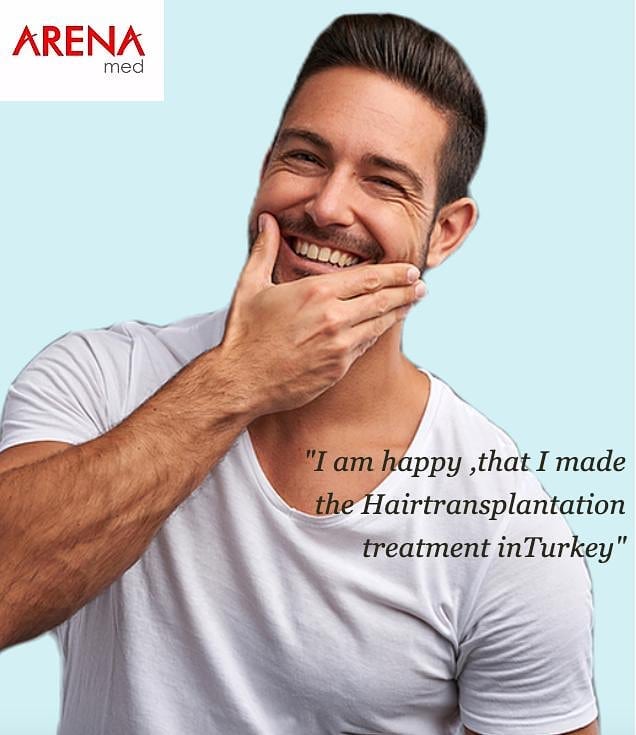 ARENA
med
"I am happy ,that I made
the Hairtransplantation
treatment inTurkey"